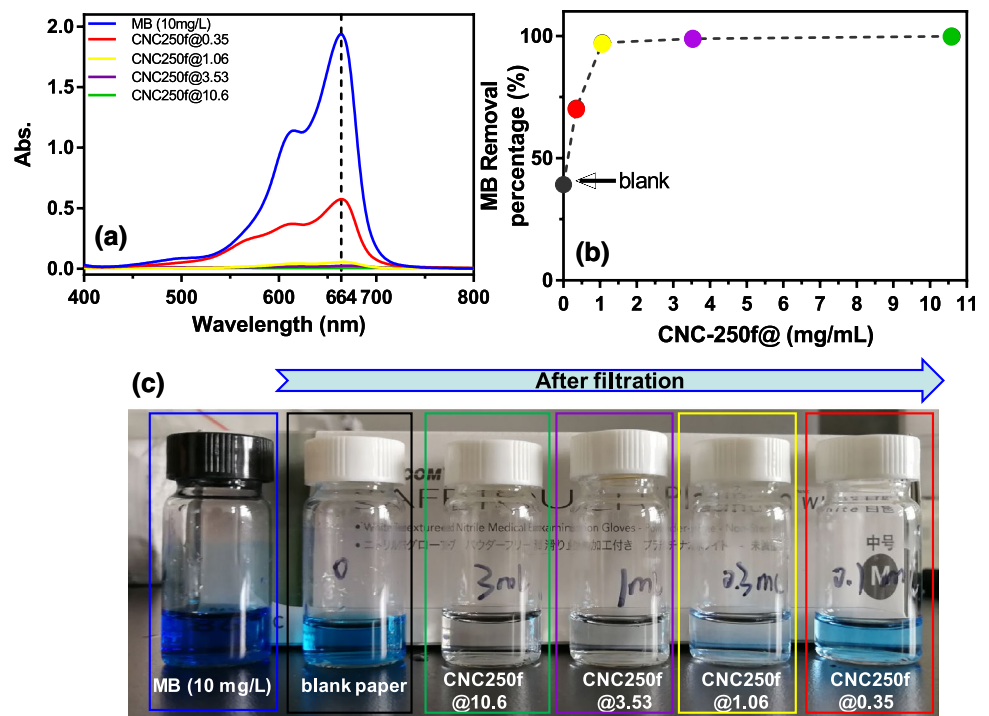 (a)
MB (10mg/L)
CNC250f@0.35
CNC250f@1.06
CNC250f@3.53
CNC250f@10.6
Abs.
2.0
1.5
1.0
0.5
0.0
400
500
600
664
700
800
Wavelength (nm)
(b)
MB Removal
percentage (%)
100
50
0
blank
0 1 2 3 4 5 6 7 8 9 10 11
CNC-250f@ (mg/mL)
(c)
After filtration
0
3mL
1mL
0.3mL
中号
M
MB (10 mg/L)
blank paper
CNC250f
@10.6
CNC250f
@3.53
CNC250f
@1.06
CNC250f
@0.35